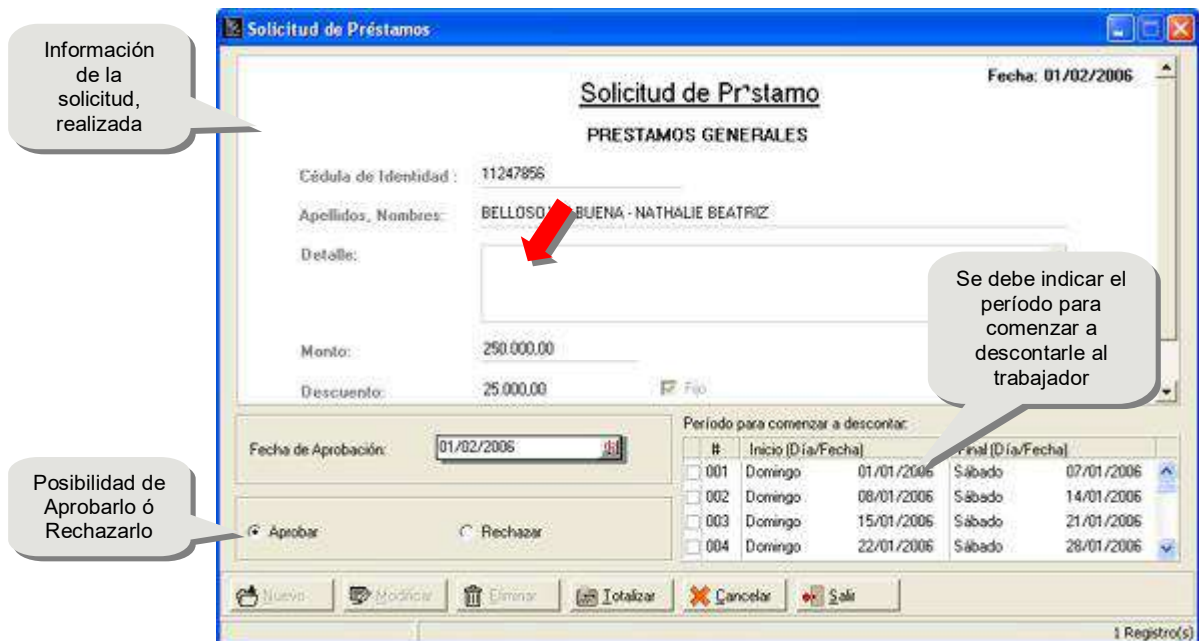 Solicitud de Préstamos
Información
de la
solicitud,
realizada
Fecha: 01/02/2006
Solicitud de Pr'stamo
PRESTAMOS GENERALES
Cédula de Identidad : 11247856
Apellidos, Nombres: BELLOSO BUENA - NATHALIE BEATRIZ
Detalle:
Se debe indicar el
período para
comenzar a
descontarle al
trabajador
Monto: 250.000,00
Descuento: 25.000,00 Fijo
Fecha de Aprobación: 01/02/2006
Período para comenzar a descontar:
# Inicio (Día/Fecha) Final (Día/Fecha)
001 Domingo 01/01/2006 Sábado 07/01/2006
002 Domingo 08/01/2006 Sábado 14/01/2006
003 Domingo 15/01/2006 Sábado 21/01/2006
004 Domingo 22/01/2006 Sábado 28/01/2006
Posibilidad de
Aprobarlo ó
Rechazarlo
Aprobar Rechazar
Nuevo Modificar Eliminar Totalizar Cancelar Salir
1 Registro(s)